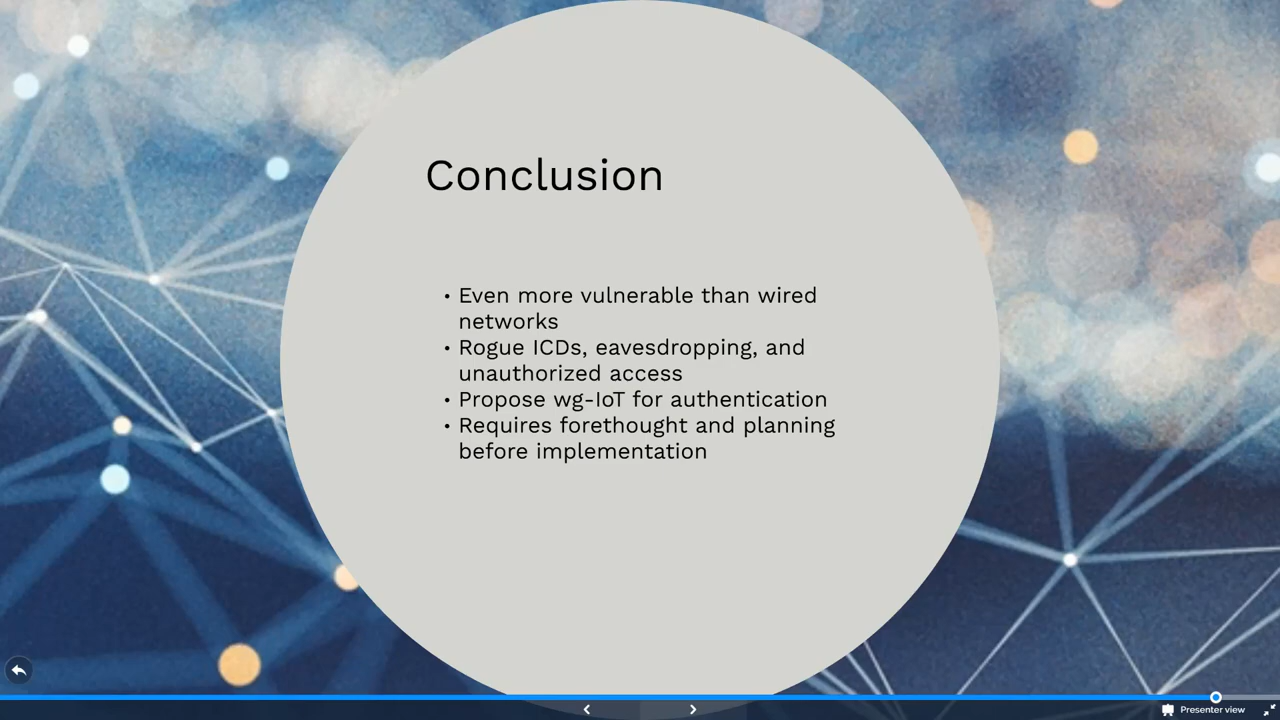 Conclusion
• Even more vulnerable than wired
networks
• Rogue ICDs, eavesdropping, and
unauthorized access
• Propose wg-IoT for authentication
• Requires forethought and planning
before implementation
Presenter view